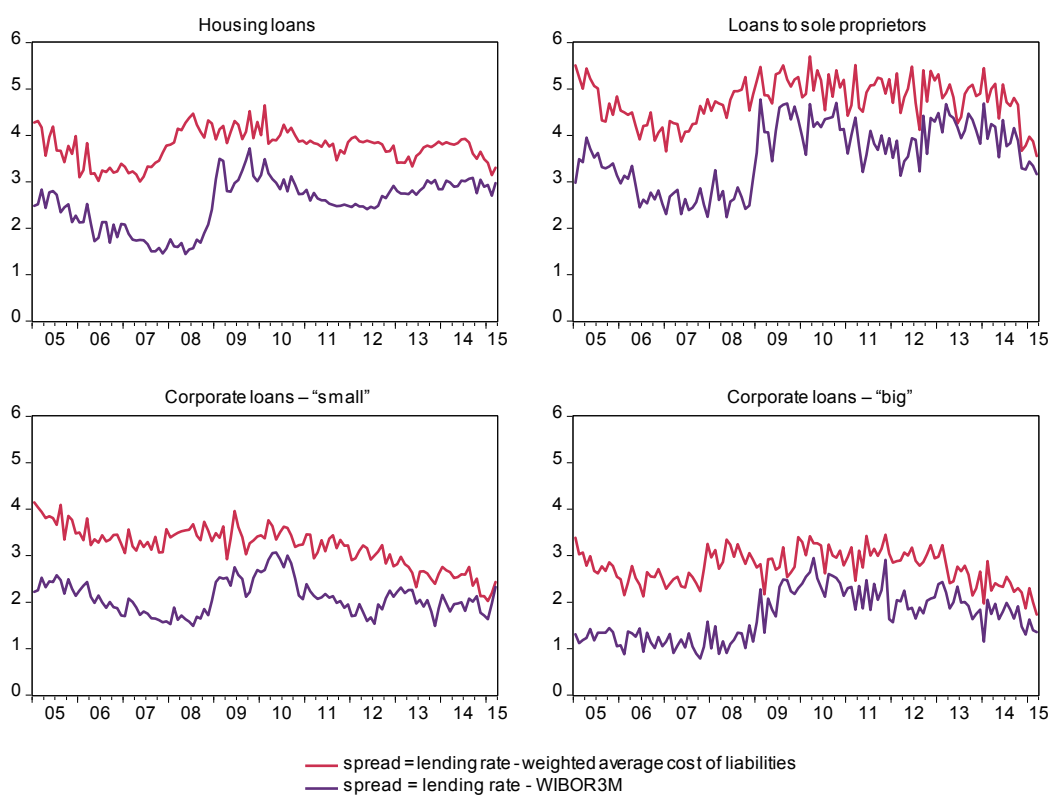 Housing loans
6
5
4
3
2
1
0
05 06 07 08 09 10 11 12 13 14 15
Loans to sole proprietors
6
5
4
3
2
1
0
05 06 07 08 09 10 11 12 13 14 15
Corporate loans – “small”
6
5
4
3
2
1
0
05 06 07 08 09 10 11 12 13 14 15
Corporate loans – “big”
6
5
4
3
2
1
0
05 06 07 08 09 10 11 12 13 14 15
spread = lending rate - weighted average cost of liabilities
spread = lending rate - WIBOR3M